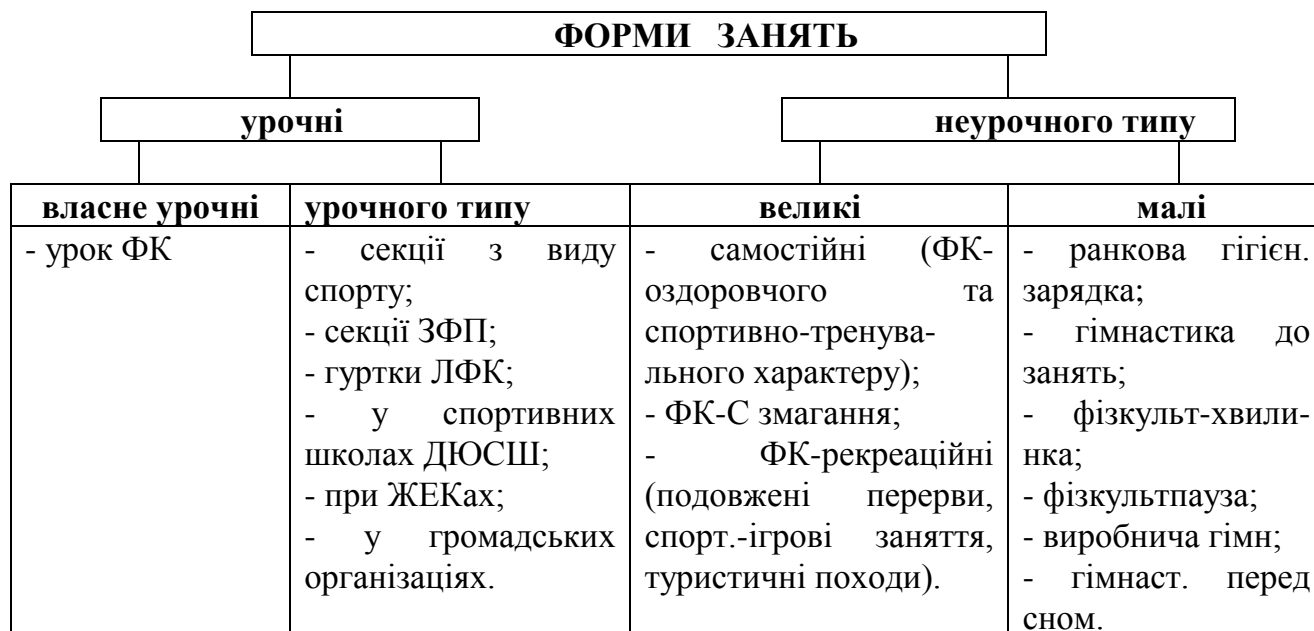 ФОРМИ ЗАНЯТЬ
урочні
неурочного типу
власне урочні
- урок ФК
урочного типу
- секції з виду
спорту;
- секції ЗФП;
- гуртки ЛФК;
- у спортивних
школах ДЮСШ;
- при ЖЕКах;
- у громадських
організаціях.
великі
- самостійні (ФК-
оздоровчого та
спортивно-тренува-
льного характеру);
- ФК-С змагання;
- ФК-рекреаційні
(подовжені перерви,
спорт.-ігрові заняття,
туристичні походи).
малі
- ранкова гігієн.
зарядка;
- гімнастика до
занять;
- фізкульт-хвили-
нка;
- фізкультпауза;
- виробнича гімн;
- гімнаст. перед
сном.